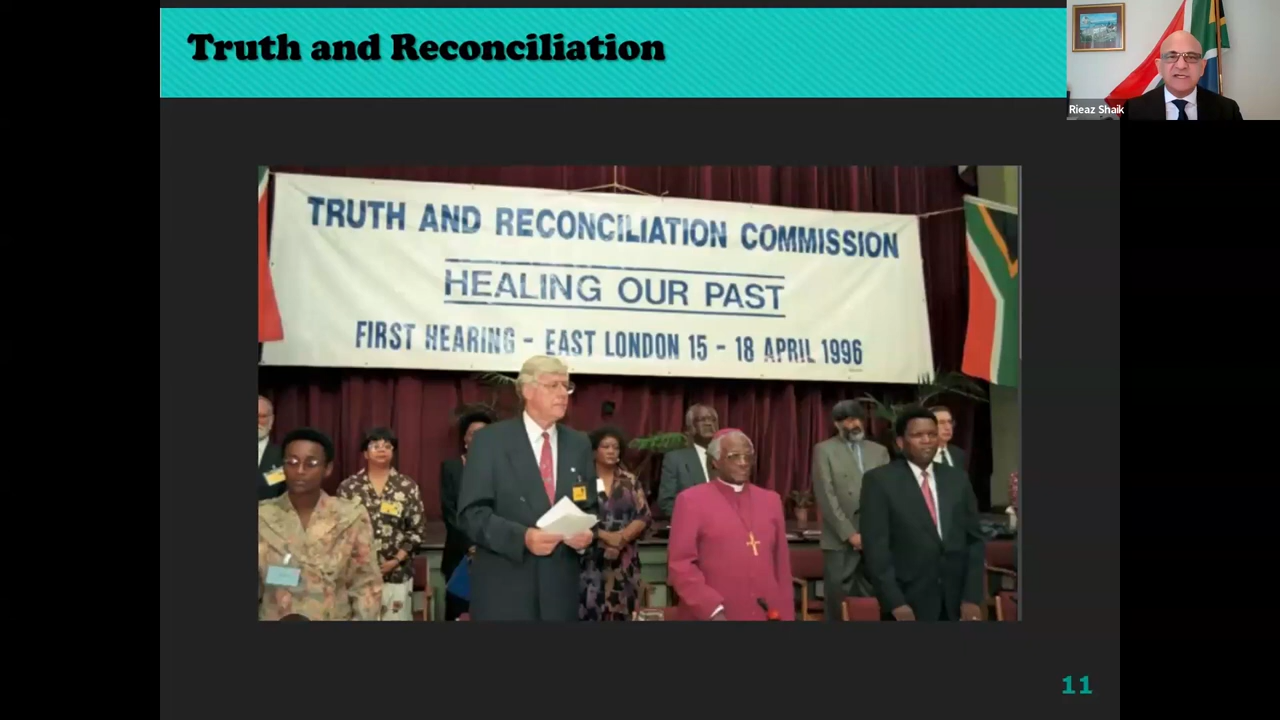 Truth and Reconciliation
Rieaz Shaik
TRUTH AND RECONCILIATION COMMISSION
HEALING OUR PAST
FIRST HEARING - EAST LONDON 15 - 18 APRIL 1996
11